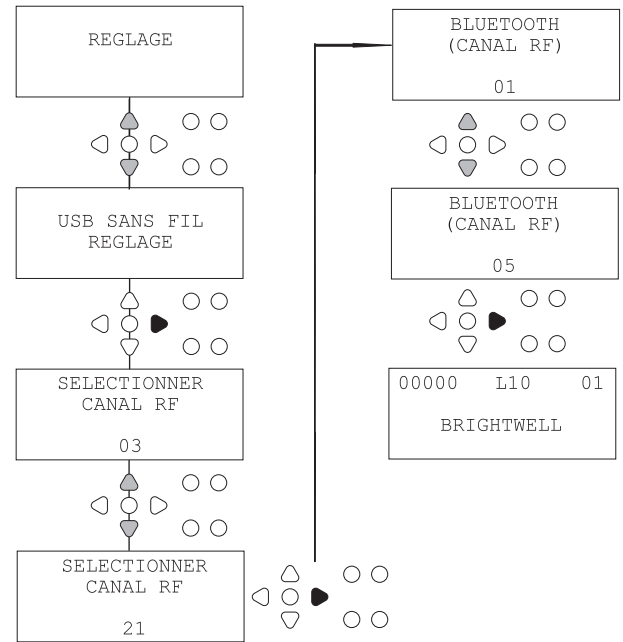 REGLAGE
USB SANS FIL
REGLAGE
SELECTIONNER
CANAL RF
03
SELECTIONNER
CANAL RF
21
BLUETOOTH
(CANAL RF)
01
BLUETOOTH
(CANAL RF)
05
00000 L10 01
BRIGHTWELL